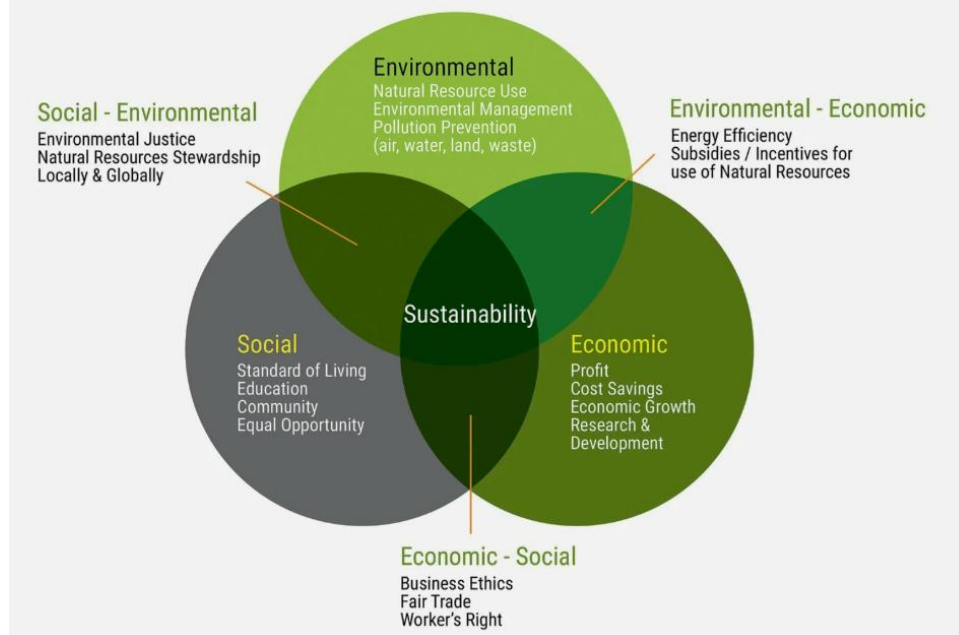 Environmental
Natural Resource Use
Environmental Management
Pollution Prevention
(air, water, land, waste)
Social - Environmental
Environmental Justice
Natural Resources Stewardship
Locally & Globally
Environmental - Economic
Energy Efficiency
Subsidies / Incentives for
use of Natural Resources
Sustainability
Social
Standard of Living
Education
Community
Equal Opportunity
Economic
Profit
Cost Savings
Economic Growth
Research &
Development
Economic - Social
Business Ethics
Fair Trade
Worker's Right